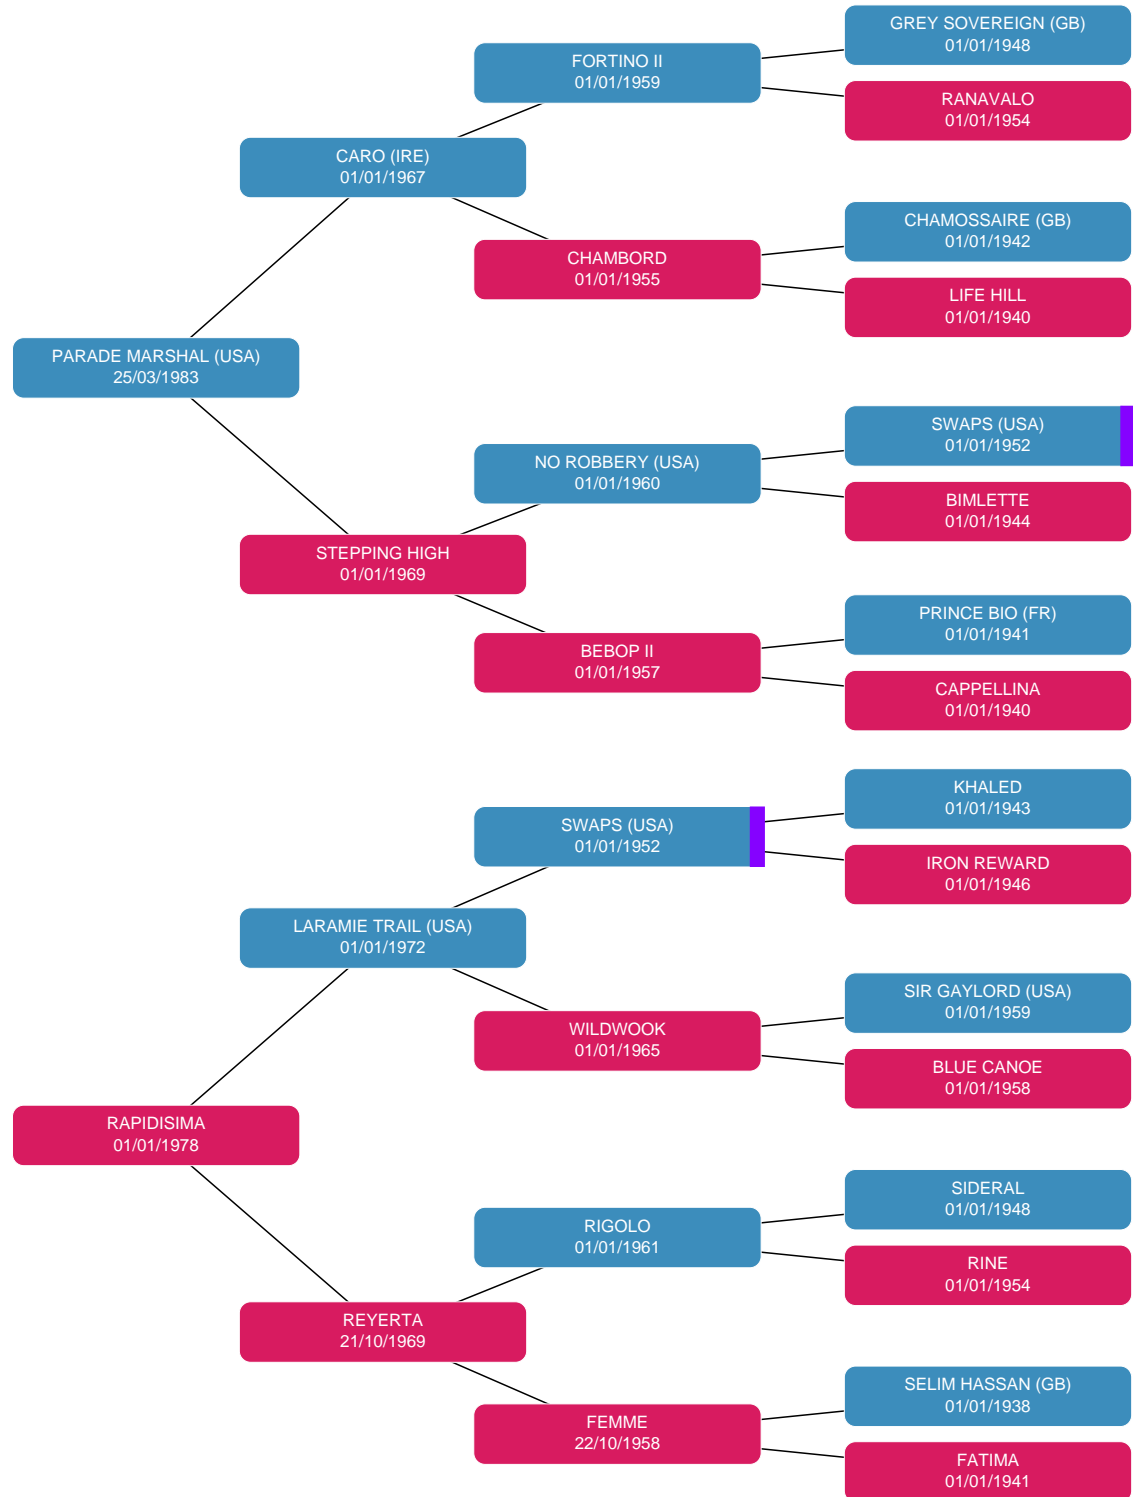 GREY SOVEREIGN (GB)
01/01/1948
FORTINO II
01/01/1959
RANAVALO
01/01/1954
CARO (IRE)
01/01/1967
CHAMOSSAIRE (GB)
01/01/1942
CHAMBORD
01/01/1955
LIFE HILL
01/01/1940
PARADE MARSHAL (USA)
25/03/1983
SWAPS (USA)
01/01/1952
NO ROBBERY (USA)
01/01/1960
BIMLETTE
01/01/1944
STEPPING HIGH
01/01/1969
PRINCE BIO (FR)
01/01/1941
BEBOP II
01/01/1957
CAPPELLINA
01/01/1940
KHALED
01/01/1943
SWAPS (USA)
01/01/1952
IRON REWARD
01/01/1946
LARAMIE TRAIL (USA)
01/01/1972
SIR GAYLORD (USA)
01/01/1959
WILDWOOK
01/01/1965
BLUE CANOE
01/01/1958
RAPIDISIMA
01/01/1978
SIDERAL
01/01/1948
RIGOLO
01/01/1961
RINE
01/01/1954
REYERTA
21/10/1969
SELIM HASSAN (GB)
01/01/1938
FEMME
22/10/1958
FATIMA
01/01/1941